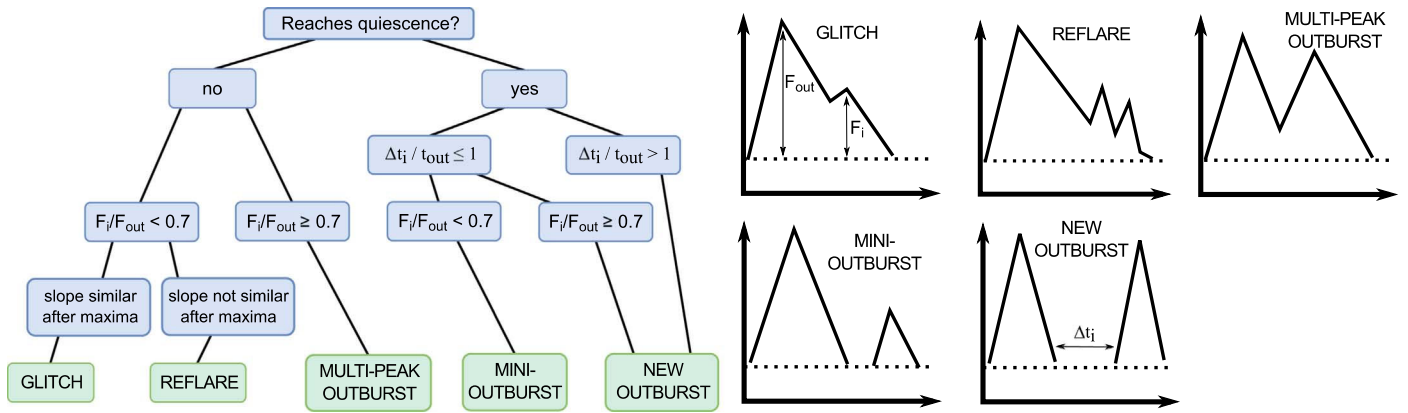 Reaches quiescence?
no
yes
Δti / tout ≤ 1
Δti / tout > 1
Fi/Fout < 0.7
Fi/Fout ≥ 0.7
Fi/Fout < 0.7
Fi/Fout ≥ 0.7
slope similar
after maxima
slope not similar
after maxima
GLITCH
REFLARE
MULTI-PEAK
OUTBURST
MINI-
OUTBURST
NEW
OUTBURST
GLITCH
Fout
Fi
REFLARE
MULTI-PEAK
OUTBURST
MINI-
OUTBURST
NEW
OUTBURST
Δti